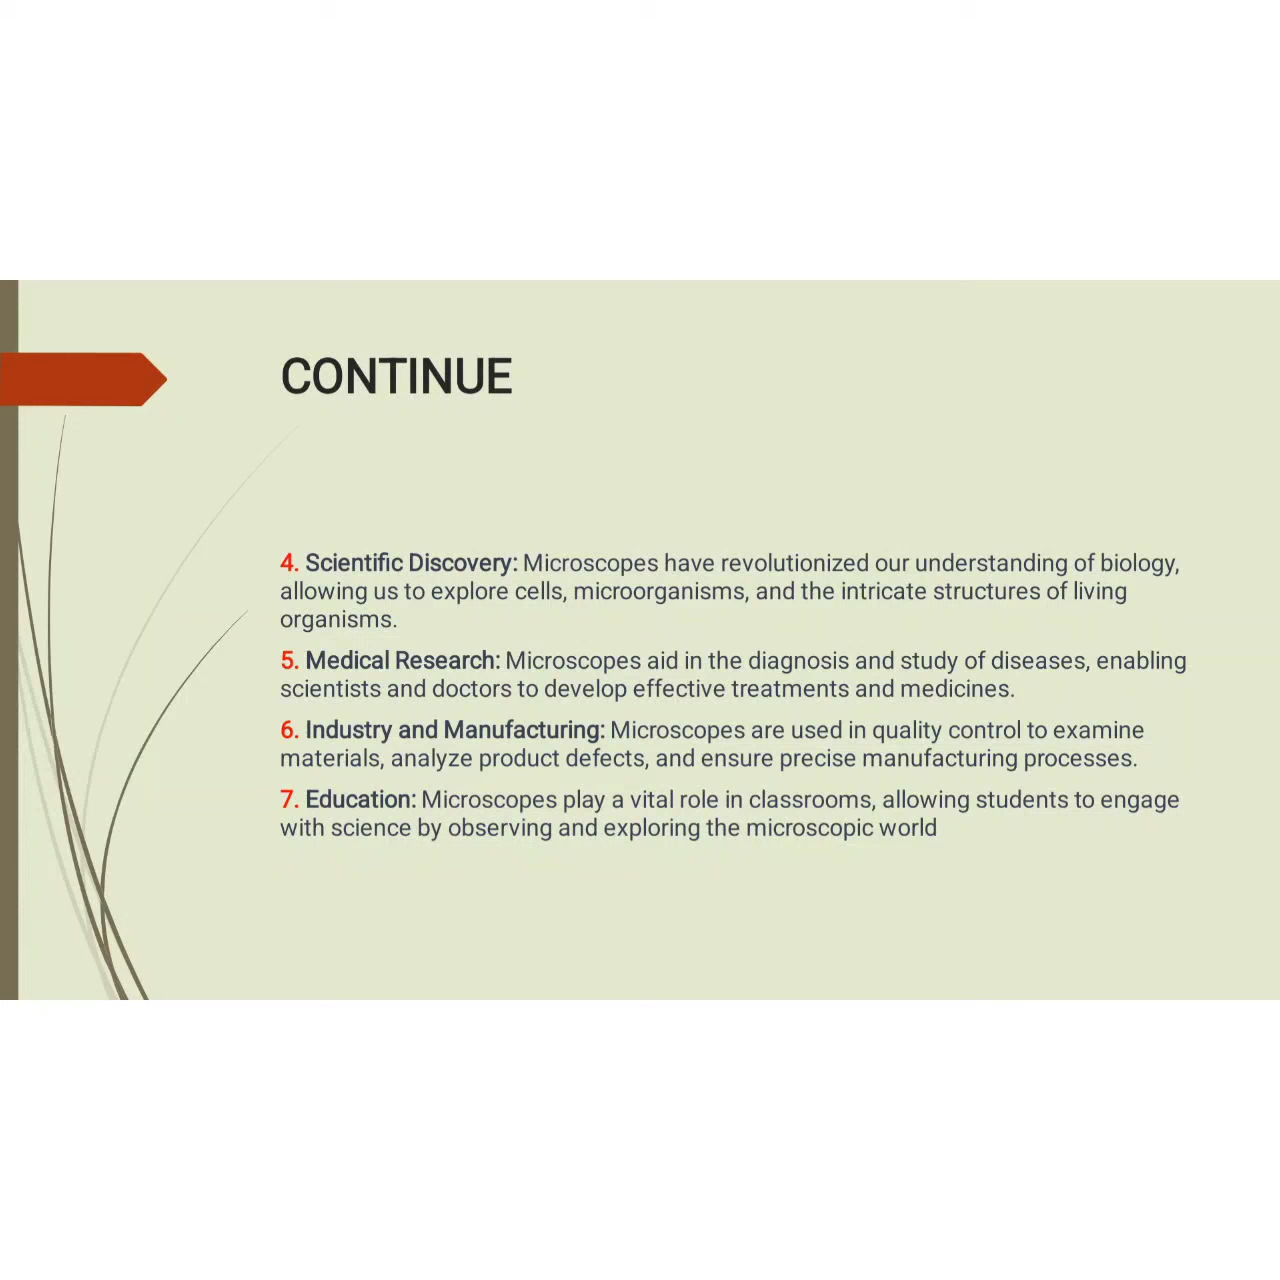 CONTINUE
4. Scientific Discovery: Microscopes have revolutionized our understanding of biology,
allowing us to explore cells, microorganisms, and the intricate structures of living
organisms.
5. Medical Research: Microscopes aid in the diagnosis and study of diseases, enabling
scientists and doctors to develop effective treatments and medicines.
6. Industry and Manufacturing: Microscopes are used in quality control to examine
materials, analyze product defects, and ensure precise manufacturing processes.
7. Education: Microscopes play a vital role in classrooms, allowing students to engage
with science by observing and exploring the microscopic world